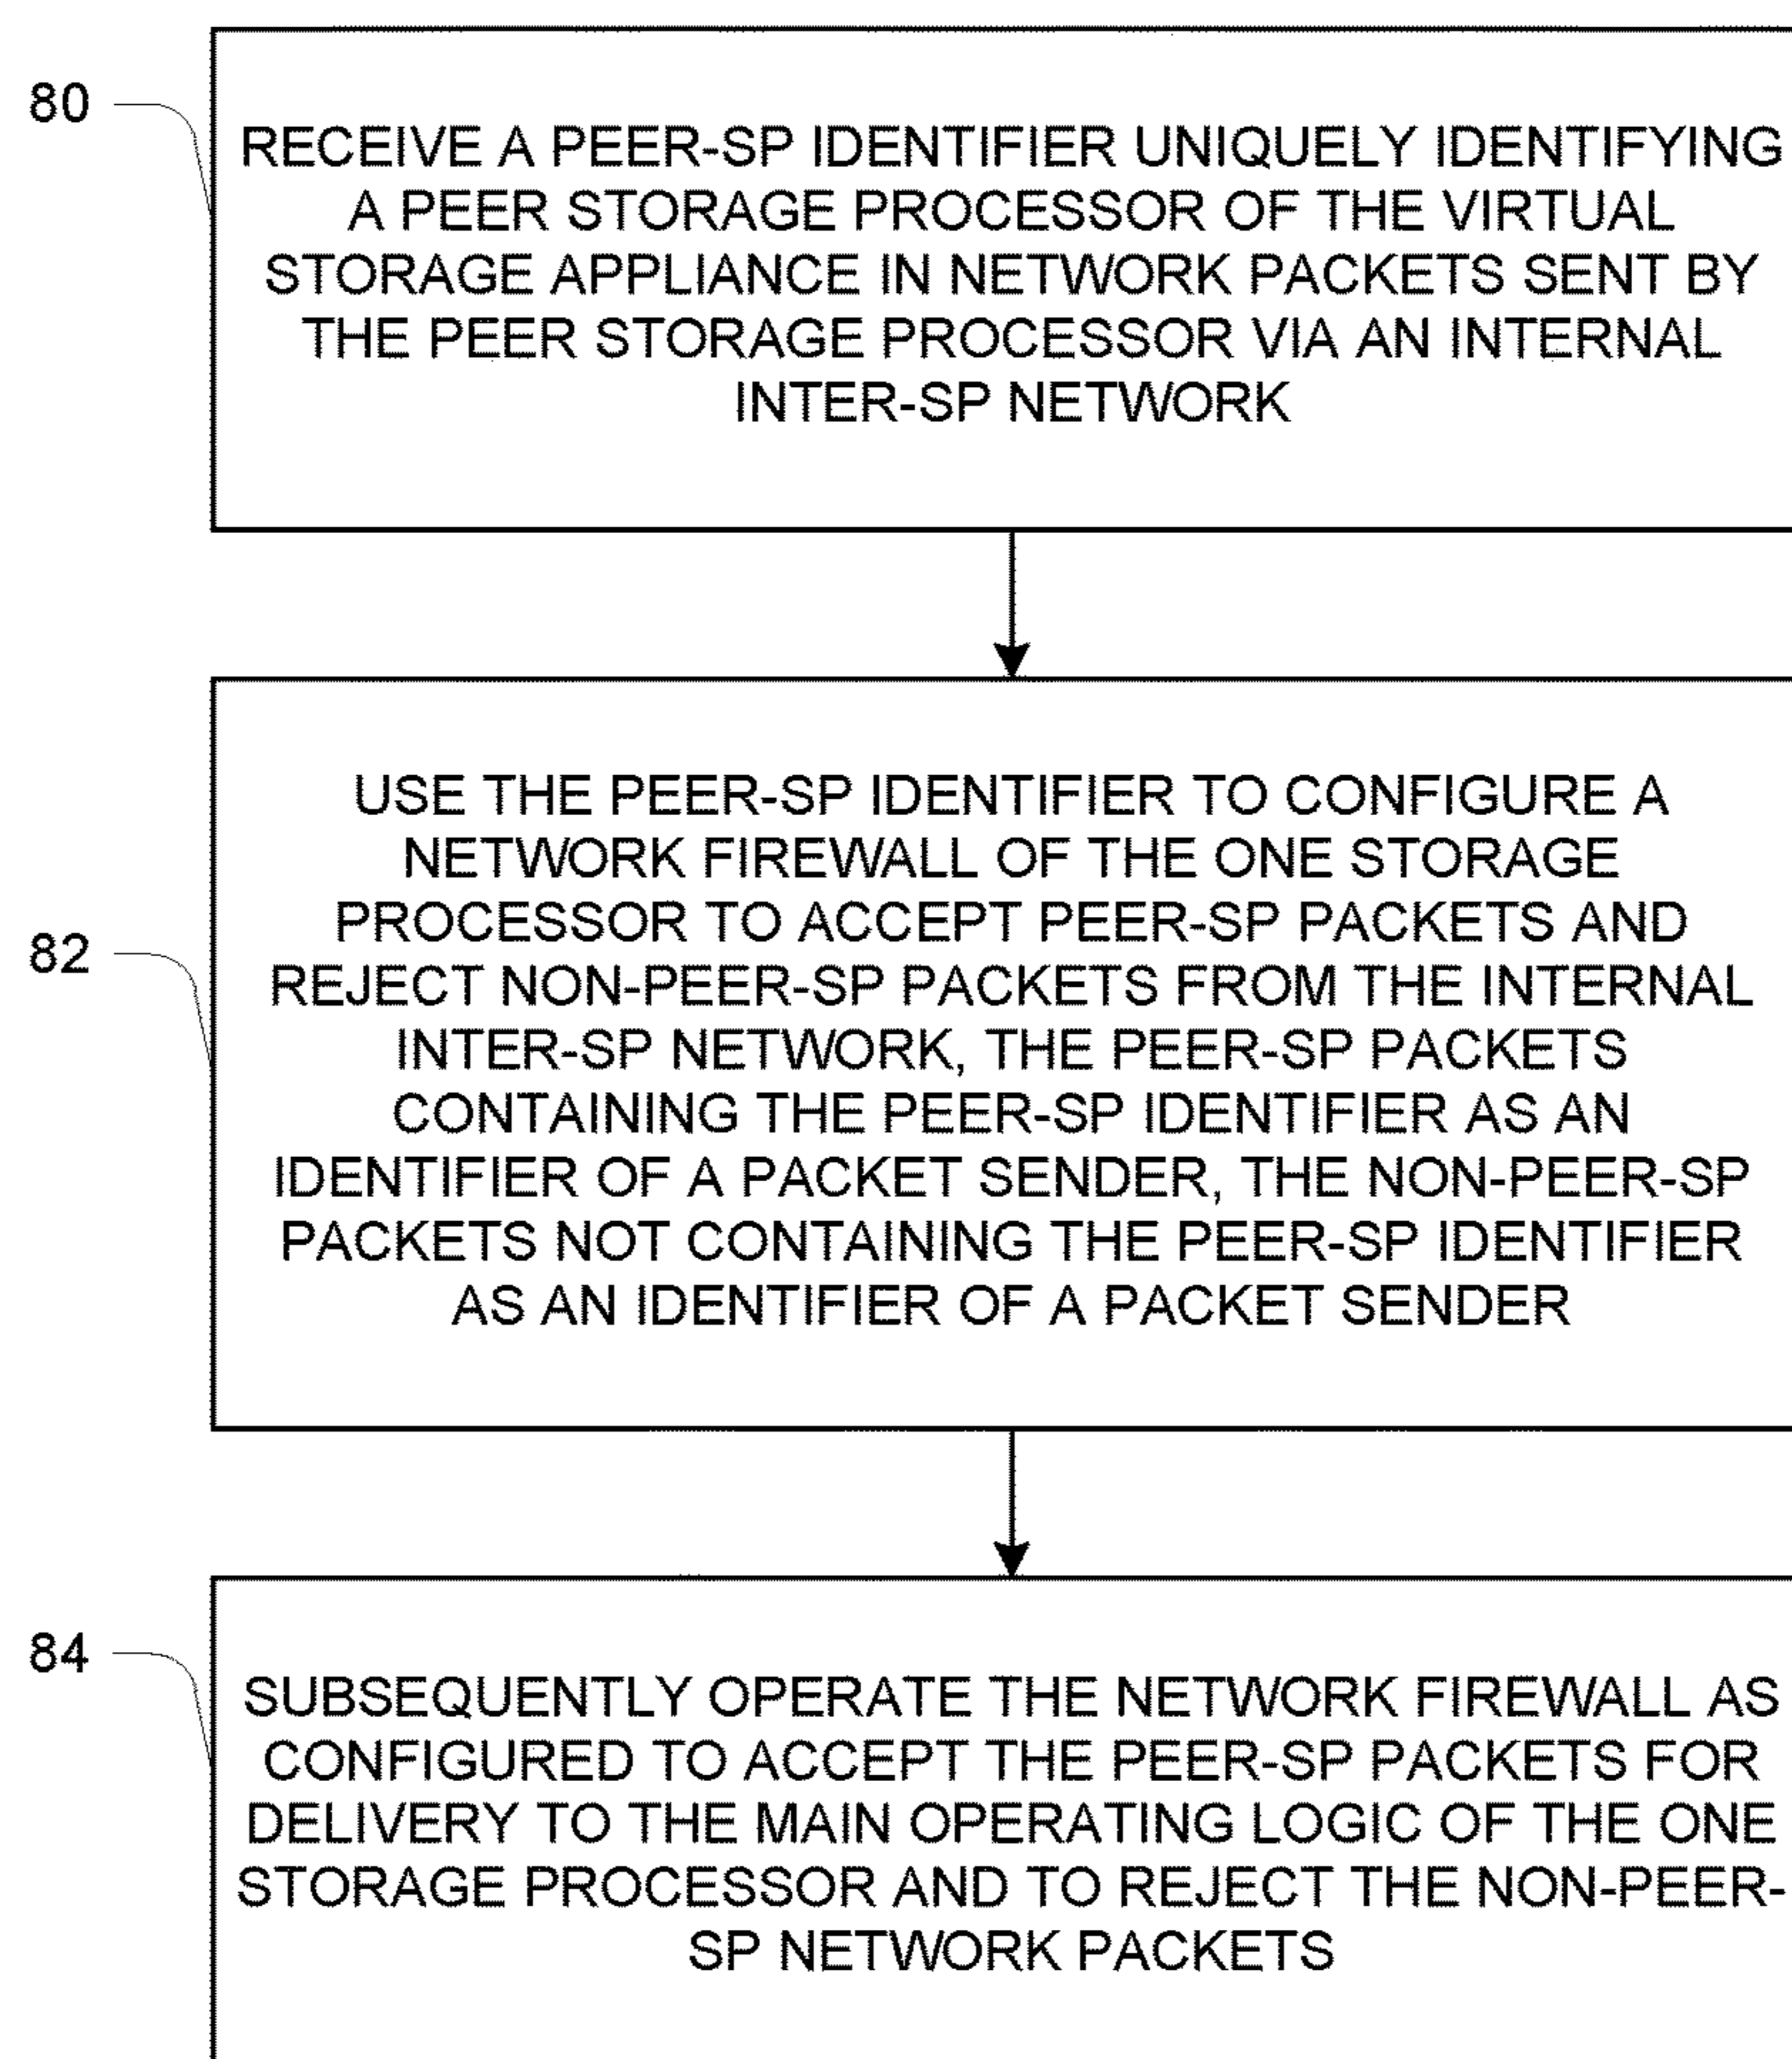 80
RECEIVE A PEER-SP IDENTIFIER UNIQUELY IDENTIFYING
A PEER STORAGE PROCESSOR OF THE VIRTUAL
STORAGE APPLIANCE IN NETWORK PACKETS SENT BY
THE PEER STORAGE PROCESSOR VIA AN INTERNAL
INTER-SP NETWORK
82
USE THE PEER-SP IDENTIFIER TO CONFIGURE A
NETWORK FIREWALL OF THE ONE STORAGE
PROCESSOR TO ACCEPT PEER-SP PACKETS AND
REJECT NON-PEER-SP PACKETS FROM THE INTERNAL
INTER-SP NETWORK, THE PEER-SP PACKETS
CONTAINING THE PEER-SP IDENTIFIER AS AN
IDENTIFIER OF A PACKET SENDER, THE NON-PEER-SP
PACKETS NOT CONTAINING THE PEER-SP IDENTIFIER
AS AN IDENTIFIER OF A PACKET SENDER
84
SUBSEQUENTLY OPERATE THE NETWORK FIREWALL AS
CONFIGURED TO ACCEPT THE PEER-SP PACKETS FOR
DELIVERY TO THE MAIN OPERATING LOGIC OF THE ONE
STORAGE PROCESSOR AND TO REJECT THE NON-PEER-
SP NETWORK PACKETS